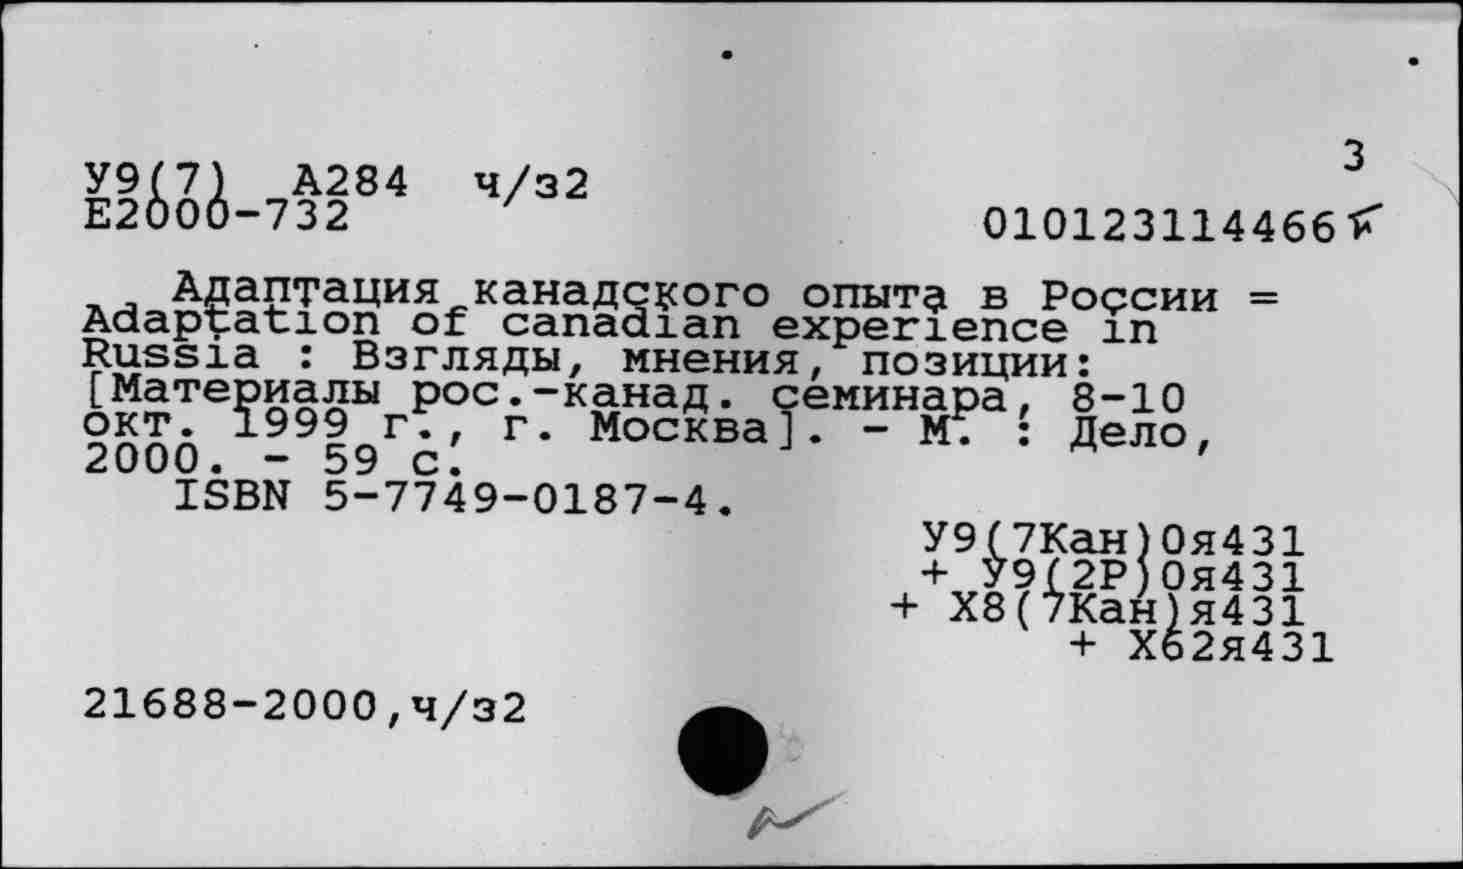 3
У9(7) А284 ч/з2
Е2000-732
010123114466
Адаптация канадского опыта в России =
Adaptation of canadian experience in
Russia : Взгляды, мнения, позиции:
[Материалы рос.-канад. семинара, 8-10
окт. 1999 г., г. Москва]. - М. : Дело,
2000. - 59 с.
ISBN 5-7749-0187-4.
У9(7Кан)0я431
+ У9(2Р)0я431
+ Х8(7Кан)я431
+ Х62я431
21688-2000,ч/з2